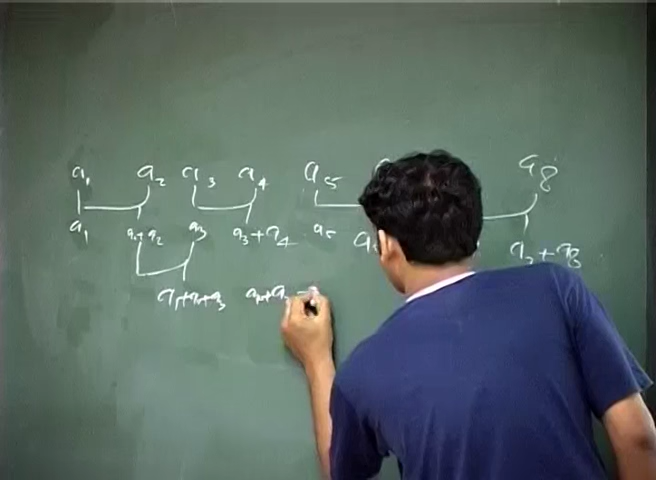 a₁ a₂ a₃ a₄ a₅ a₈
a₁ a₁+a₂ a₃ a₃+a₄ a₅ a₇+a₈
a₁+a₂+a₃ a₁+a₂